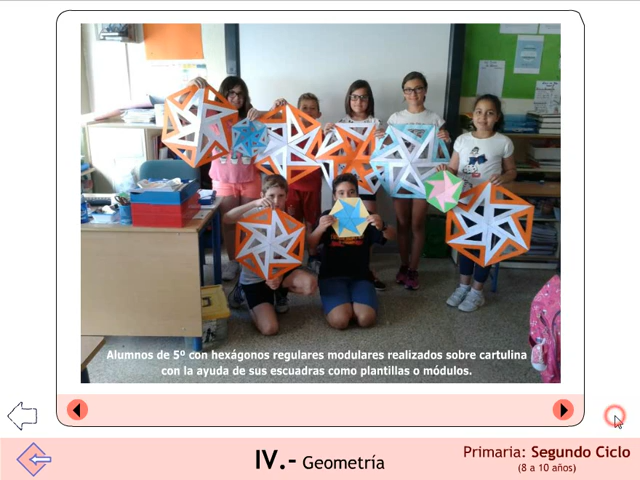 Alumnos de 5º con hexágonos regulares modulares realizados sobre cartulina
con la ayuda de sus escuadras como plantillas o módulos.
IV.- Geometría
Primaria: Segundo Ciclo
(8 a 10 años)